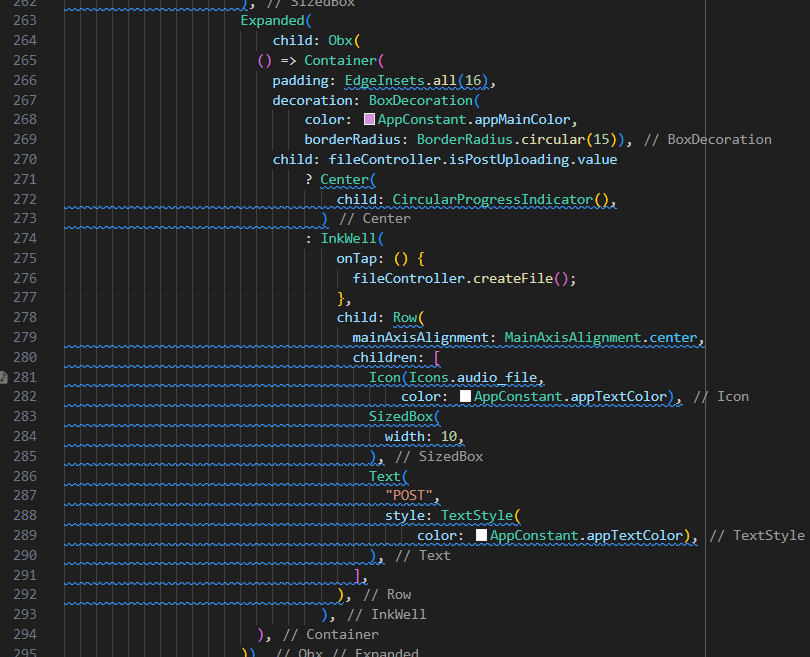 262 ), // SizedBox
263 Expanded(
264 child: Obx(
265 () => Container(
266 padding: EdgeInsets.all(16),
267 decoration: BoxDecoration(
268 color: AppConstant.appMainColor,
269 borderRadius: BorderRadius.circular(15)), // BoxDecoration
270 child: fileController.isPostUploading.value
271 ? Center(
272 child: CircularProgressIndicator(),
273 ) // Center
274 : InkWell(
275 onTap: () {
276 fileController.createFile();
277 },
278 child: Row(
279 mainAxisAlignment: MainAxisAlignment.center,
280 children: [
281 Icon(Icons.audio_file,
282 color: AppConstant.appTextColor), // Icon
283 SizedBox(
284 width: 10,
285 ), // SizedBox
286 Text(
287 "POST",
288 style: TextStyle(
289 color: AppConstant.appTextColor), // TextStyle
290 ), // Text
291 ],
292 ), // Row
293 ), // InkWell
294 ), // Container
295 )), // Obx // Expanded